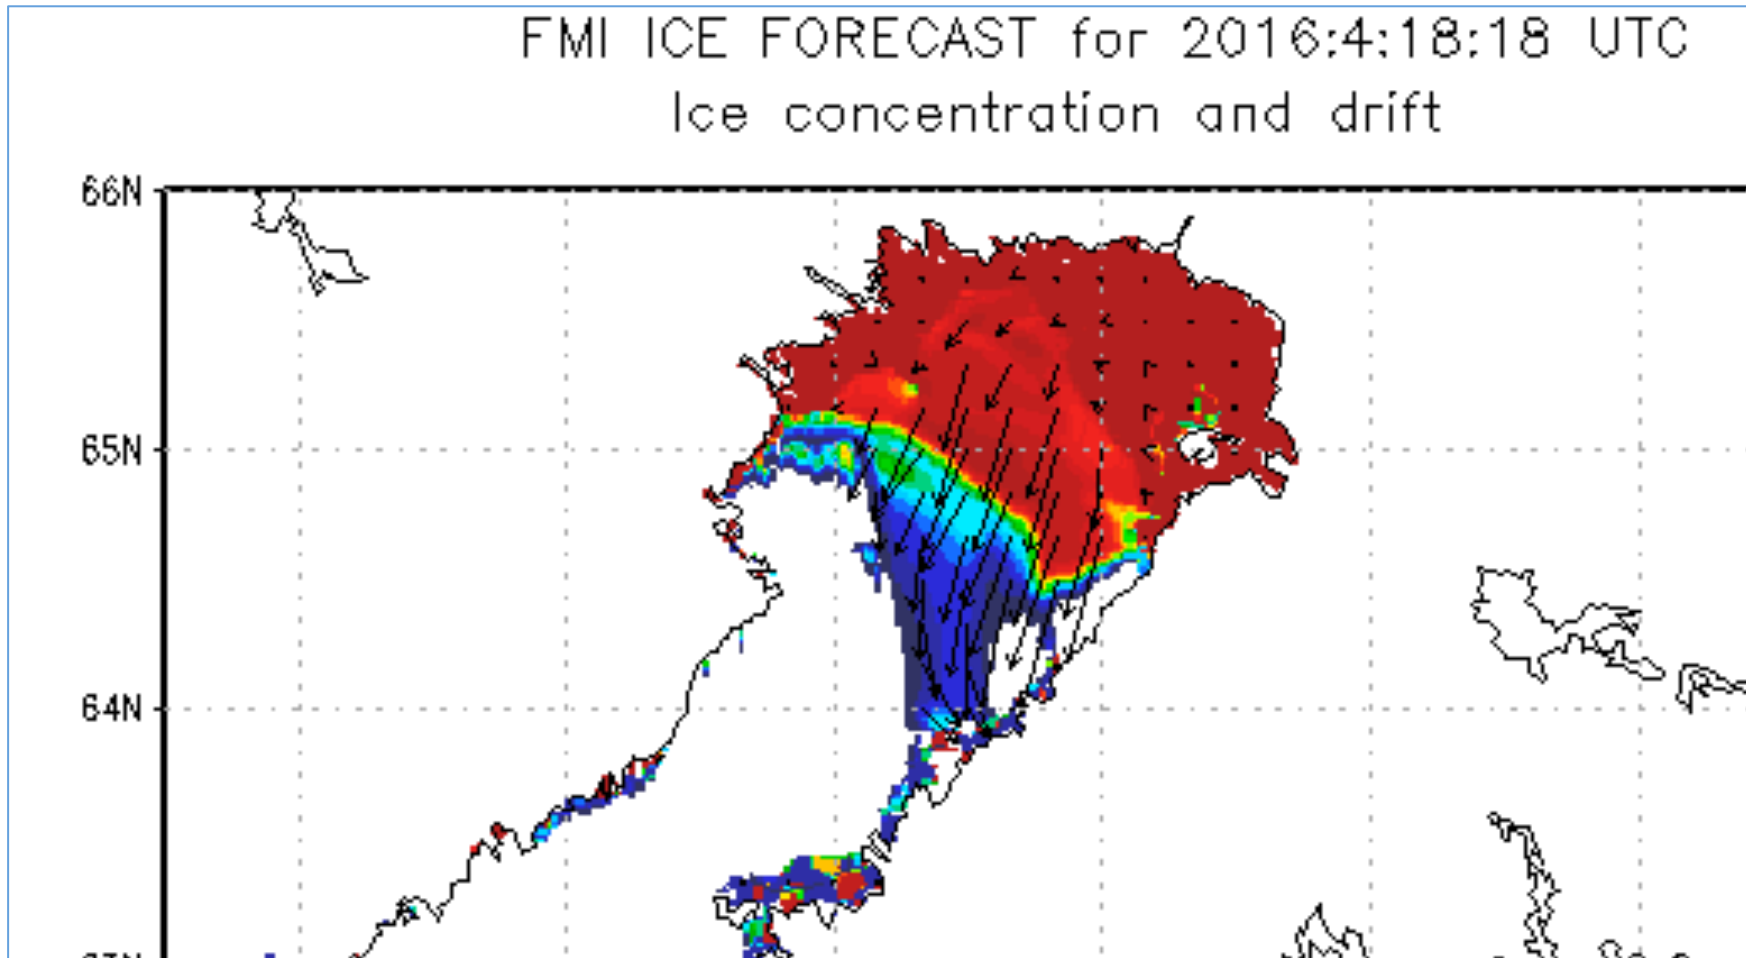 FMI ICE FORECAST for 2016:4:18:18 UTC
Ice concentration and drift
66N
65N
64N